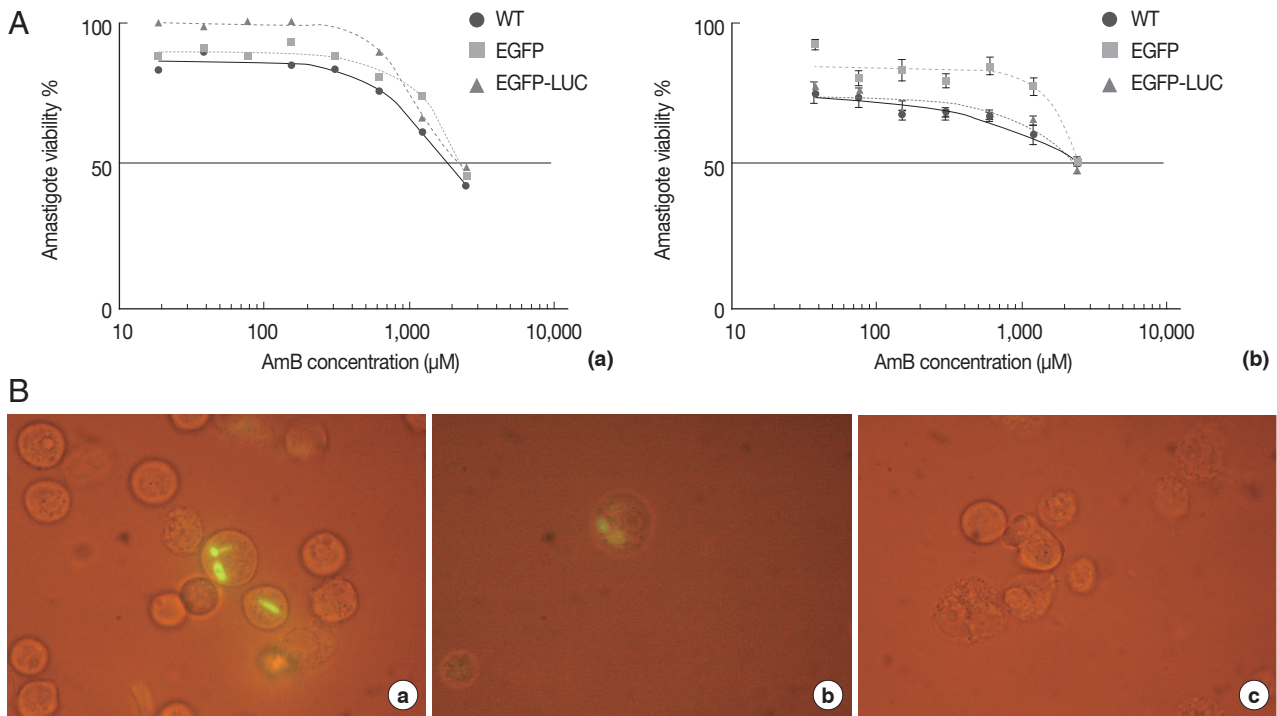 A
100
50
0
Amastigote viability %
10
100
1,000
10,000
AmB concentration (µM)
(a)
WT
EGFP
EGFP-LUC
100
50
0
Amastigote viability %
10
100
1,000
10,000
AmB concentration (µM)
(b)
WT
EGFP
EGFP-LUC
B
a
b
c